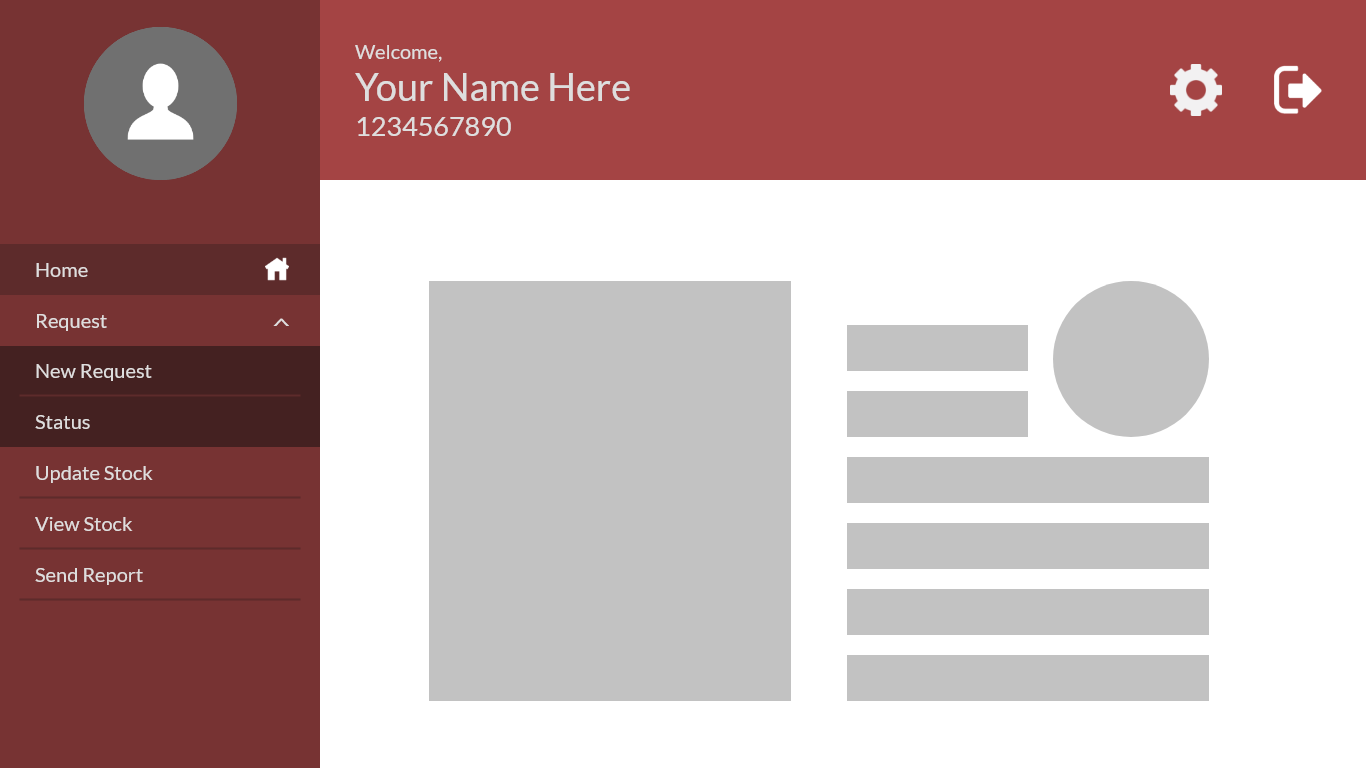 Welcome,
Your Name Here
1234567890
Home
Request
New Request
Status
Update Stock
View Stock
Send Report